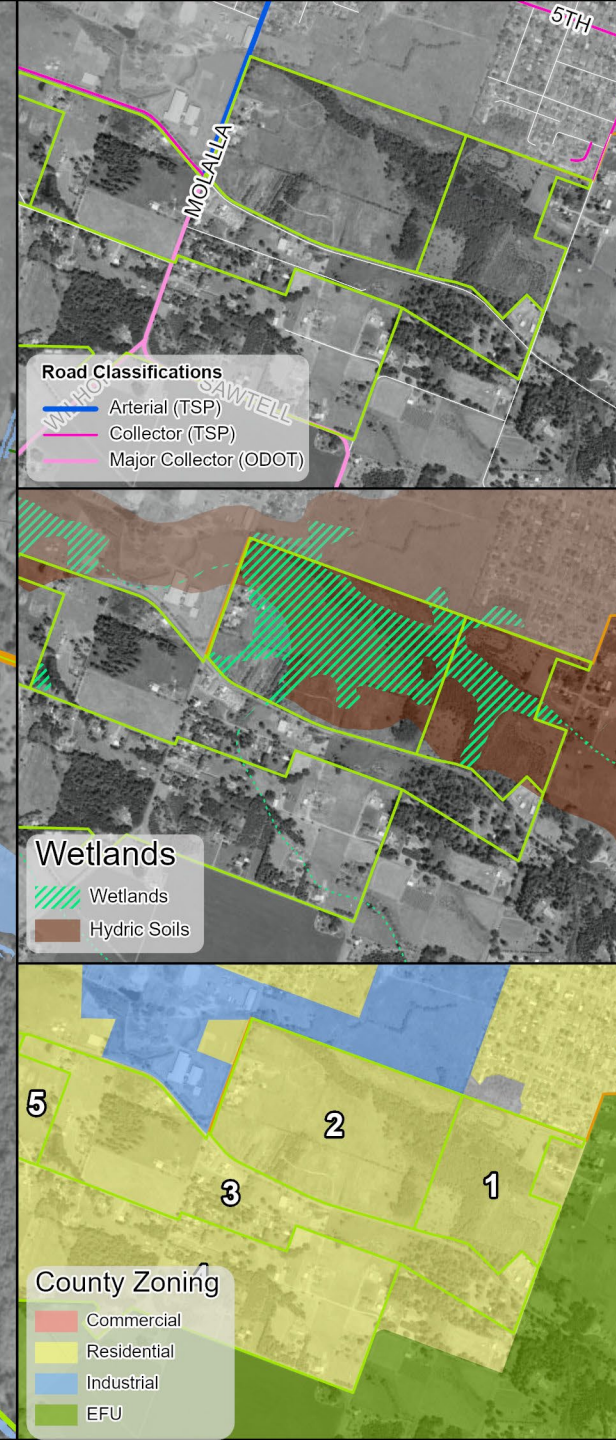 5TH
MOLALLA
Road Classifications
WILHOI
SAWTELL
Arterial (TSP)
Collector (TSP)
Major Collector (ODOT)
Wetlands
Wetlands
Hydric Soils
5
2
1
3
County Zoning
Commercial
Residential
Industrial
EFU